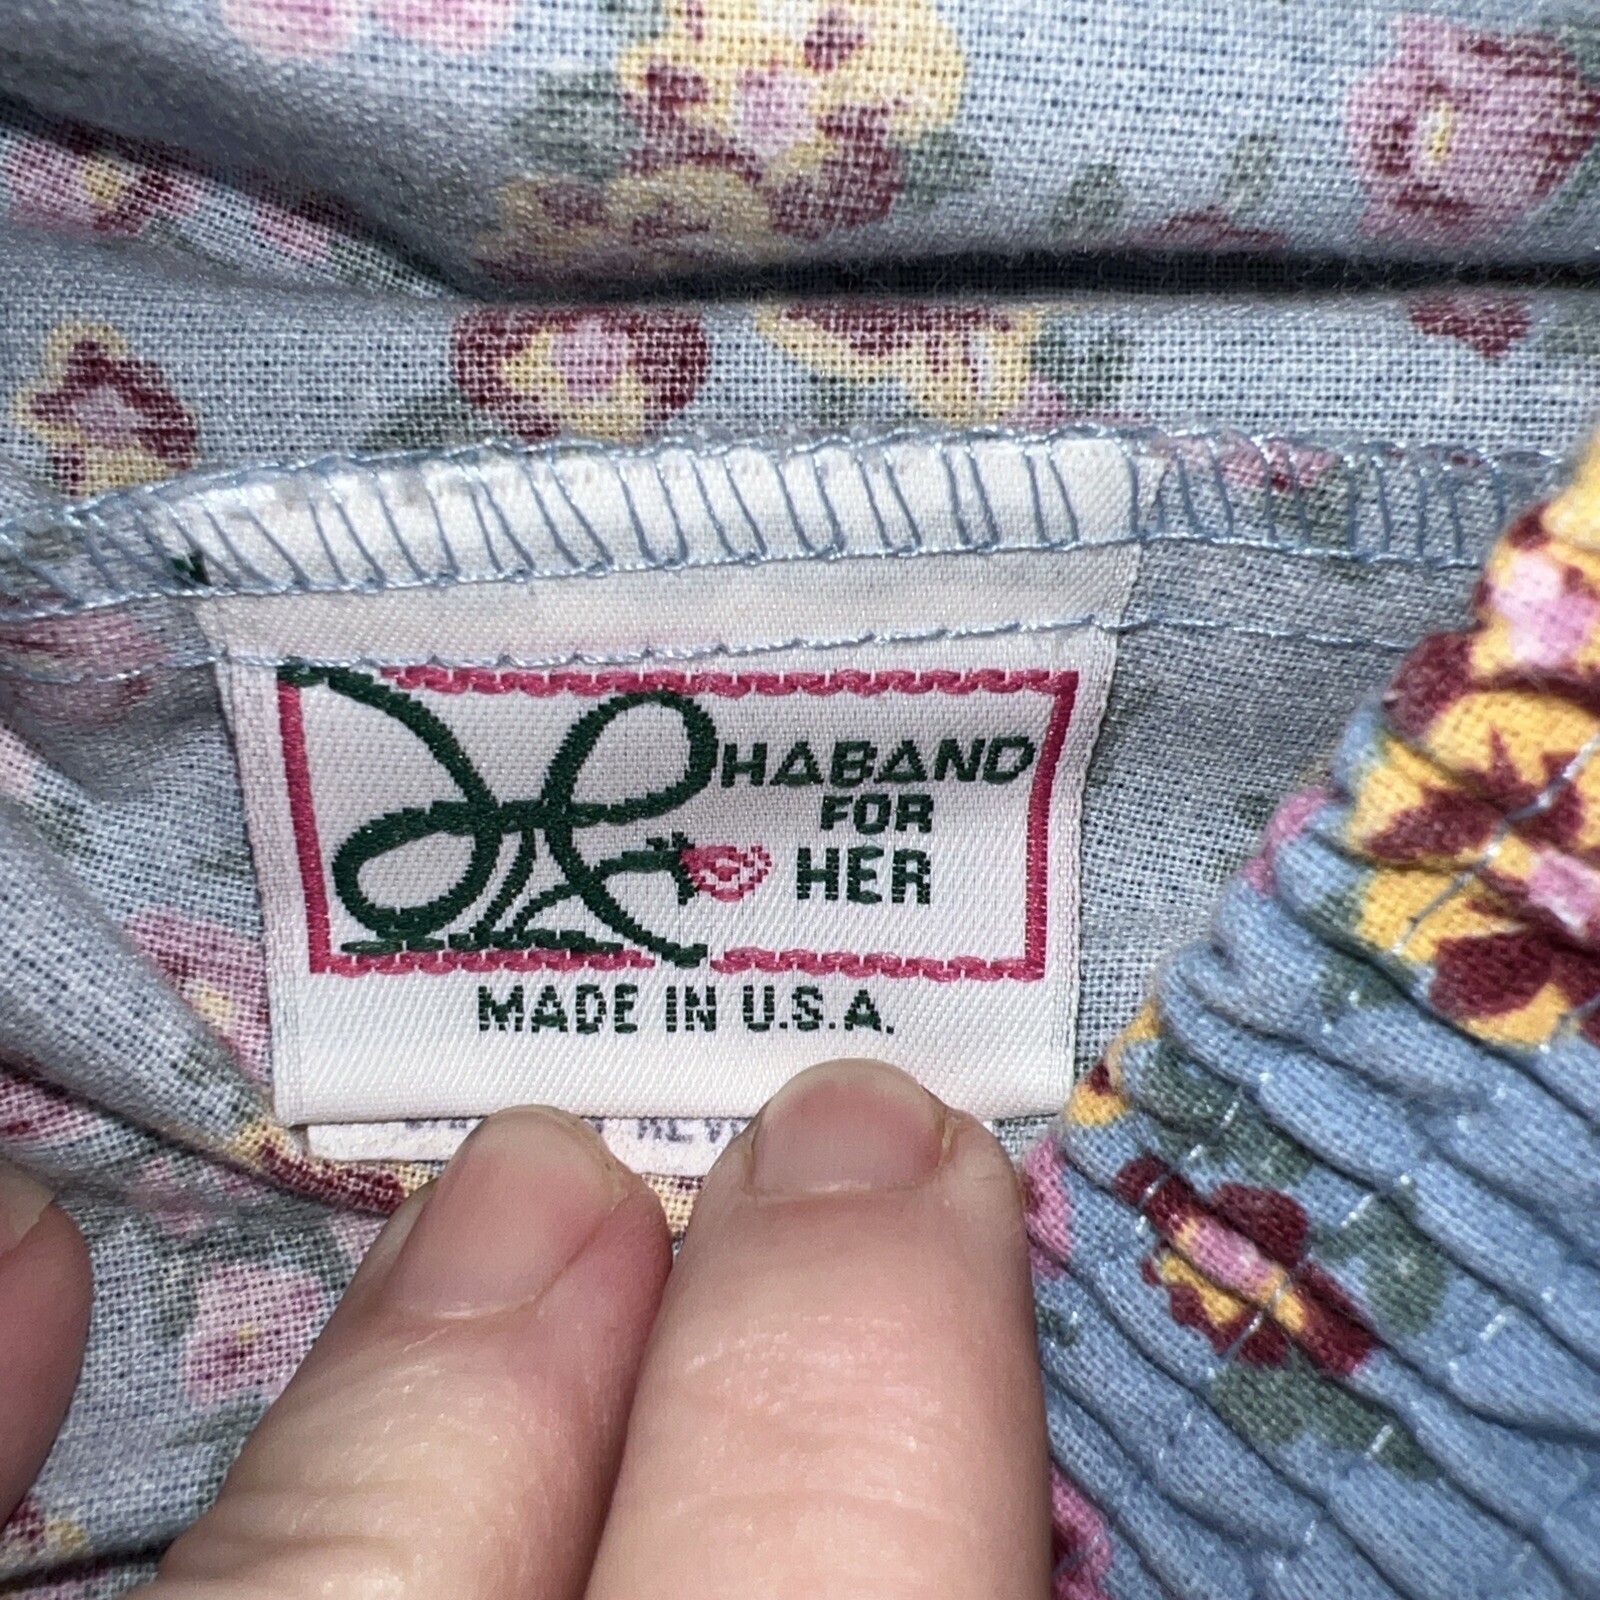 HABAND
FOR
HER
MADE IN U.S.A.